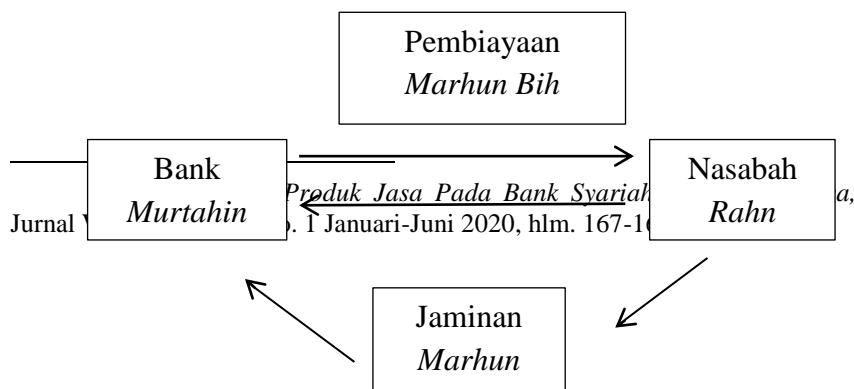 Pembiayaan
Marhun Bih
Bank
Murtahin
Nasabah
Rahn
Produk Jasa Pada Bank Syariah a,
Jurnal . 1 Januari-Juni 2020, hlm. 167-1
Jaminan
Marhun